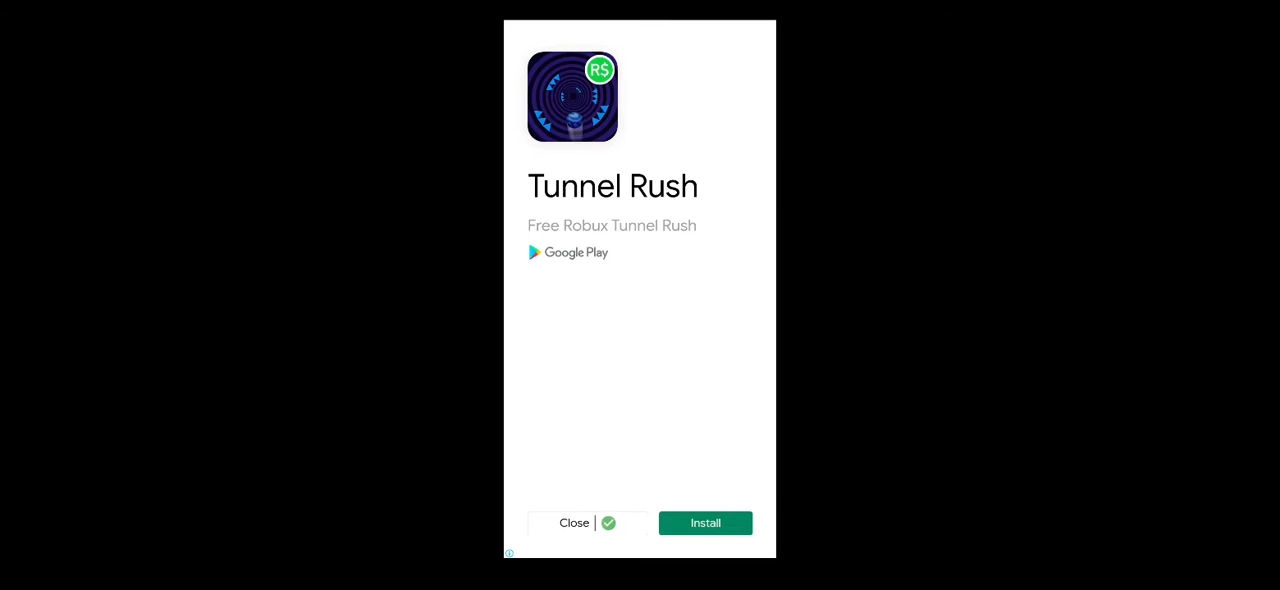 R$
Tunnel Rush
Free Robux Tunnel Rush
Google Play
Close
Install